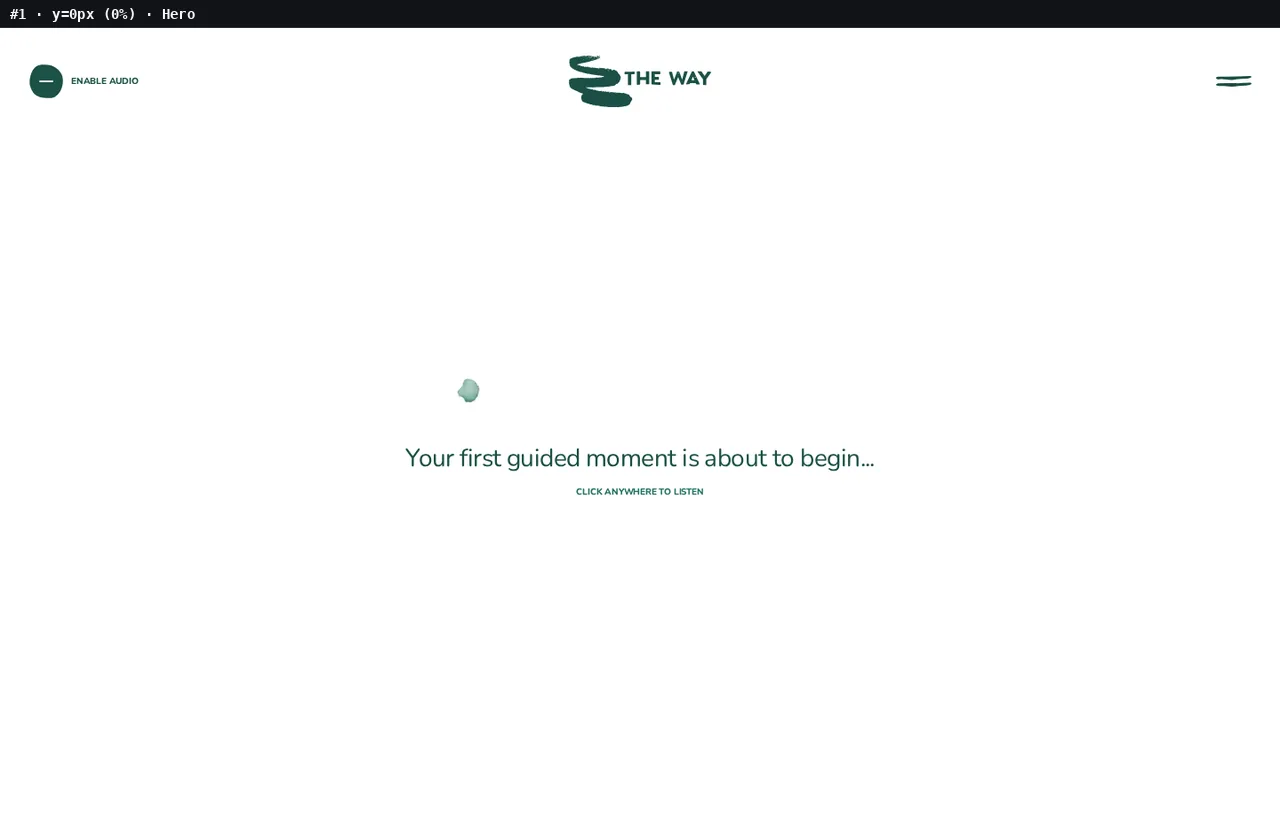 #1 · y=0px (0%) · Hero
ENABLE AUDIO
THE WAY
Your first guided moment is about to begin...
CLICK ANYWHERE TO LISTEN